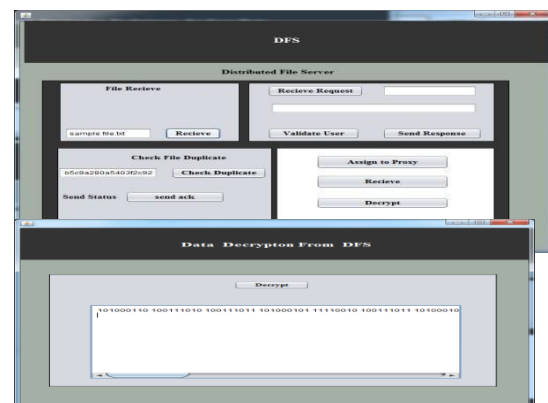 DFS
Distributed File Server
File Recieve
sample file.txt Recieve
Recieve Request
Validate User Send Response
Check File Duplicate
Check Duplicate
Send Status send ack
Assign to Proxy
Recieve
Decrypt
Data Decrypton From DFS
Decrypt
101000110 100111010 100111011 101000101 11110010 100111011 10100010